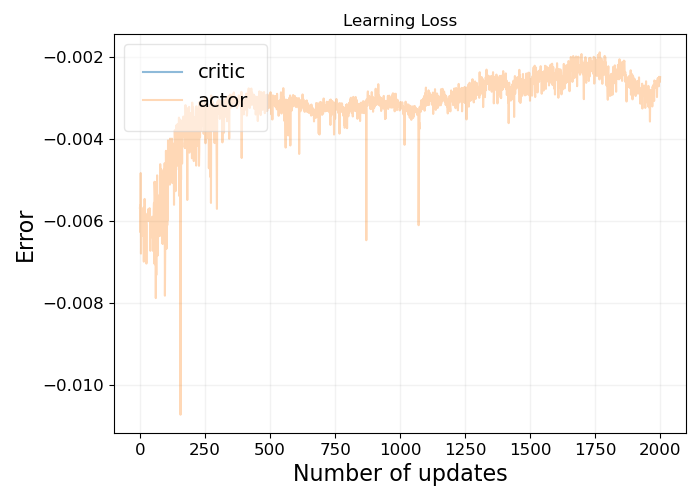 Learning Loss
critic
actor
−0.002
−0.004
−0.006
−0.008
−0.010
Error
0 250 500 750 1000 1250 1500 1750 2000
Number of updates